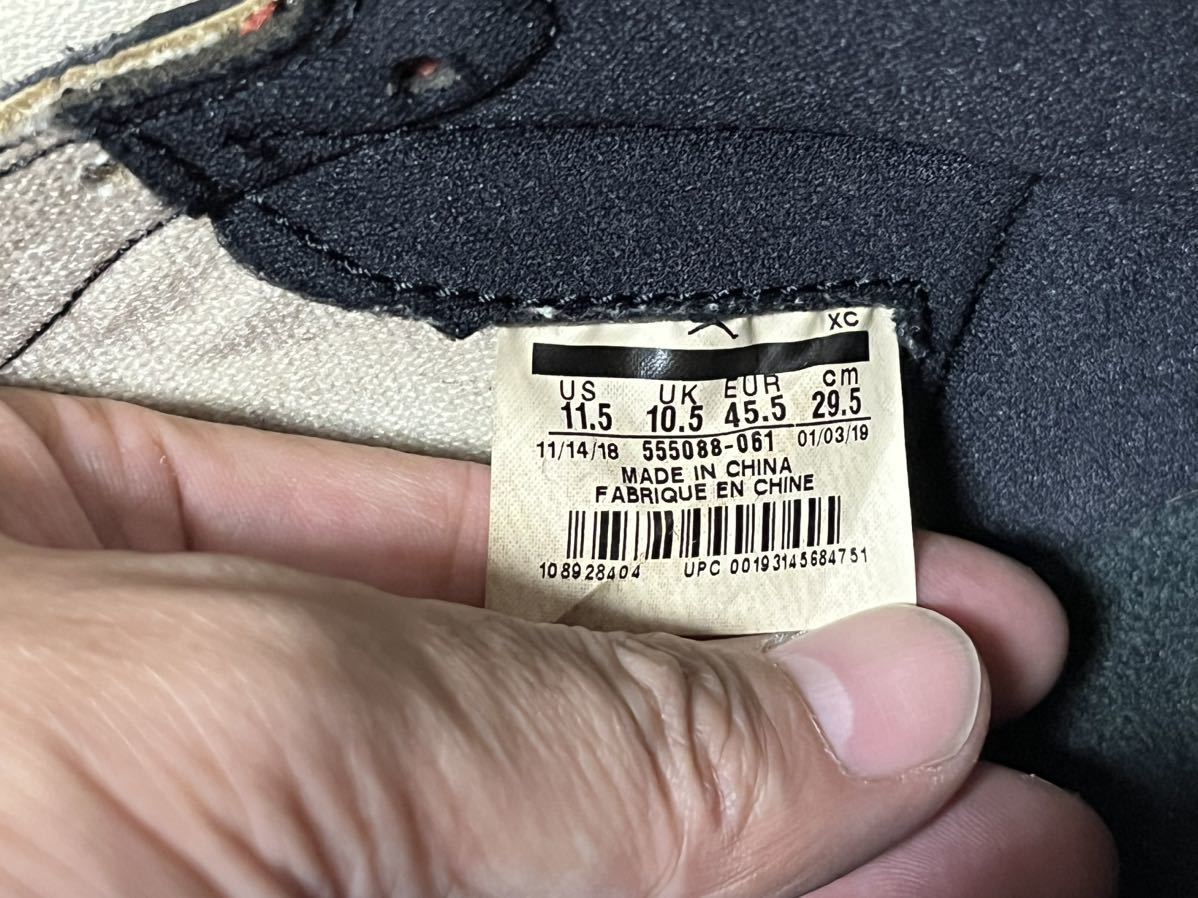 XC
US UK EUR cm
11.5 10.5 45.5 29.5
11/14/18 555088-061 01/03/19
MADE IN CHINA
FABRIQUE EN CHINE
108928404 UPC 00193145684751